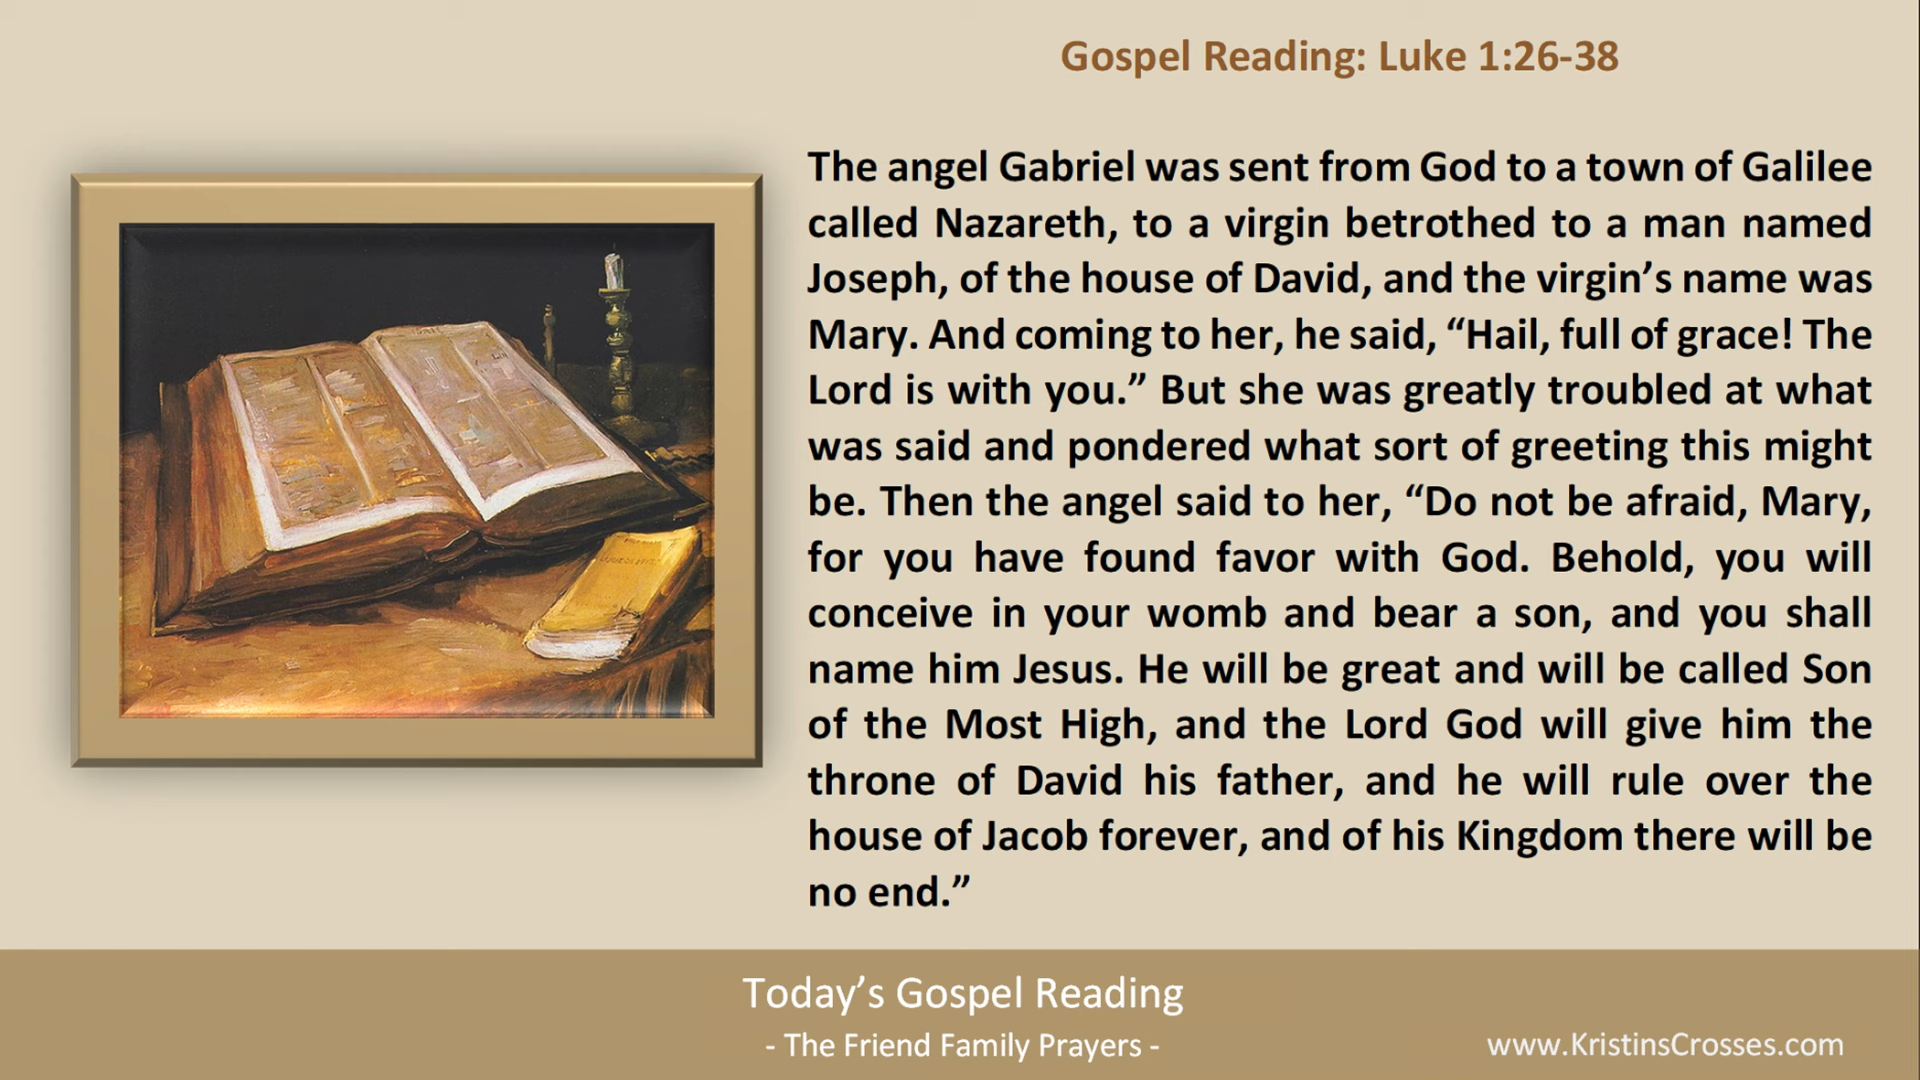 Gospel Reading: Luke 1:26-38
The angel Gabriel was sent from God to a town of Galilee
called Nazareth, to a virgin betrothed to a man named
Joseph, of the house of David, and the virgin’s name was
Mary. And coming to her, he said, “Hail, full of grace! The
Lord is with you.” But she was greatly troubled at what
was said and pondered what sort of greeting this might
be. Then the angel said to her, “Do not be afraid, Mary,
for you have found favor with God. Behold, you will
conceive in your womb and bear a son, and you shall
name him Jesus. He will be great and will be called Son
of the Most High, and the Lord God will give him the
throne of David his father, and he will rule over the
house of Jacob forever, and of his Kingdom there will be
no end.”
Today’s Gospel Reading
- The Friend Family Prayers -
www.KristinsCrosses.com